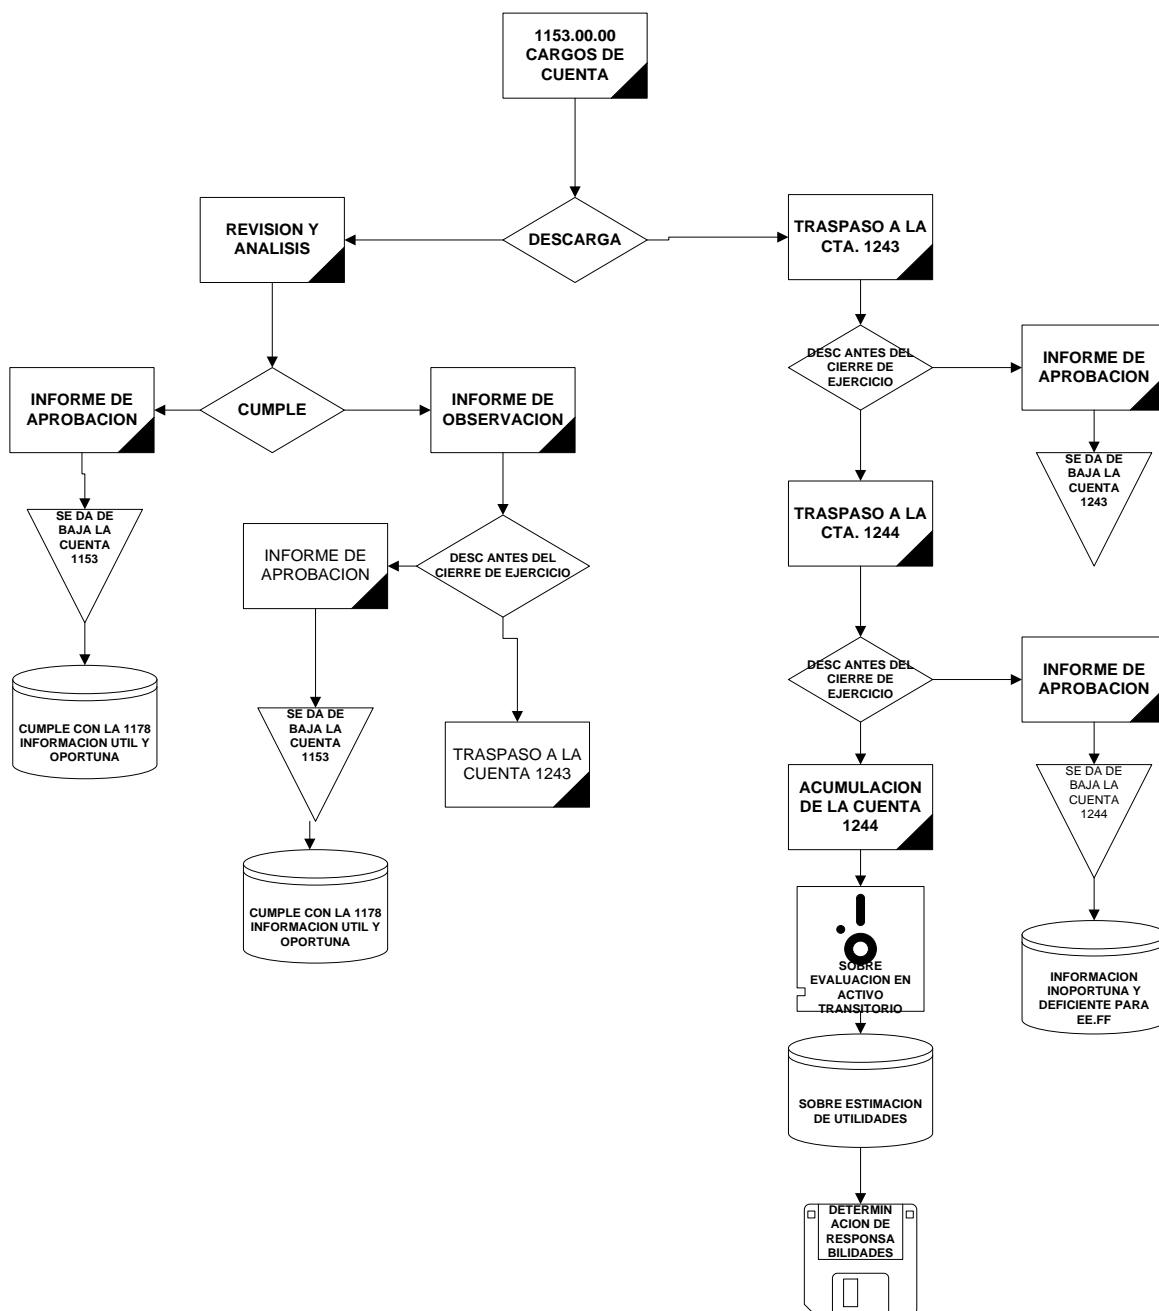 1153.00.00
CARGOS DE
CUENTA
REVISION Y
ANALISIS
DESCARGA
TRASPASO A LA
CTA. 1243
INFORME DE
APROBACION
CUMPLE
INFORME DE
OBSERVACION
DESC ANTES DEL
CIERRE DE
EJERCICIO
INFORME DE
APROBACION
SE DA DE
BAJA LA
CUENTA
1153
INFORME DE
APROBACION
DESC ANTES DEL
CIERRE DE EJERCICIO
TRASPASO A LA
CTA. 1244
SE DA DE
BAJA LA
CUENTA
1243
CUMPLE CON LA 1178
INFORMACION UTIL Y
OPORTUNA
SE DA DE
BAJA LA
CUENTA
1153
TRASPASO A LA
CUENTA 1243
DESC ANTES DEL
CIERRE DE
EJERCICIO
INFORME DE
APROBACION
CUMPLE CON LA 1178
INFORMACION UTIL Y
OPORTUNA
ACUMULACION
DE LA CUENTA
1244
SE DA DE
BAJA LA
CUENTA
1244
SOBRE
EVALUACION EN
ACTIVO
TRANSITORIO
INFORMACION
INOPORTUNA Y
DEFICIENTE PARA
EE.FF
SOBRE ESTIMACION
DE UTILIDADES
DETERMIN
ACION DE
RESPONSA
BILIDADES